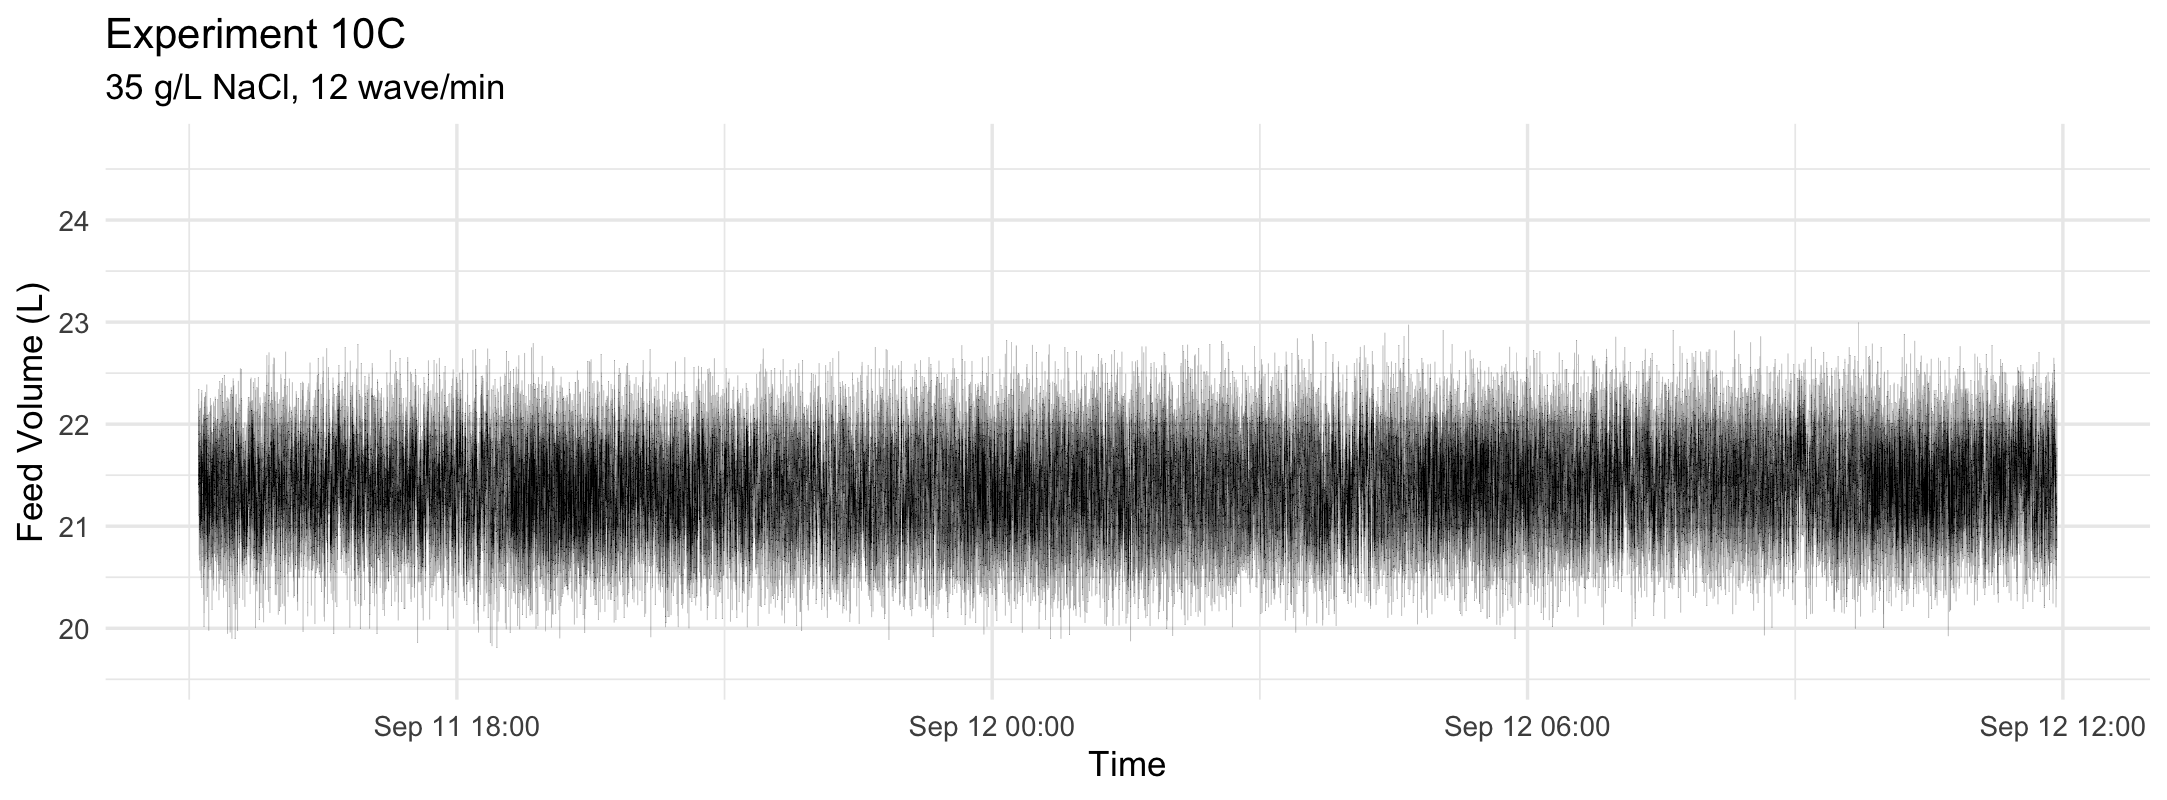 Experiment 10C
35 g/L NaCl, 12 wave/min
Feed Volume (L)
24
23
22
21
20
Sep 11 18:00
Sep 12 00:00
Sep 12 06:00
Sep 12 12:00
Time